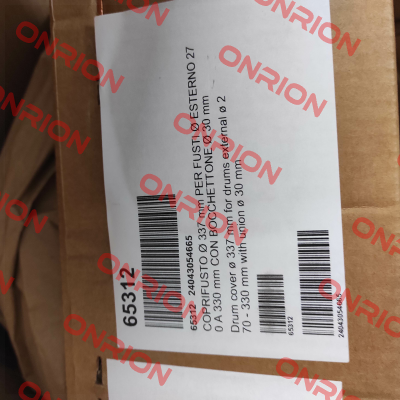 65312
65312 24043054665
COPRIFUSTO Ø 337 mm PER FUSTI Ø ESTERNO 27
0 A 330 mm CON BOCCHETTONE Ø 30 mm
Drum cover ø 337 mm for drums external ø 2
70 - 330 mm with union ø 30 mm
65312
24043054665
ONRION
ONRION
ONRION
ONRION
ONRION
ONRION
ONRION
ONRION
ONRION